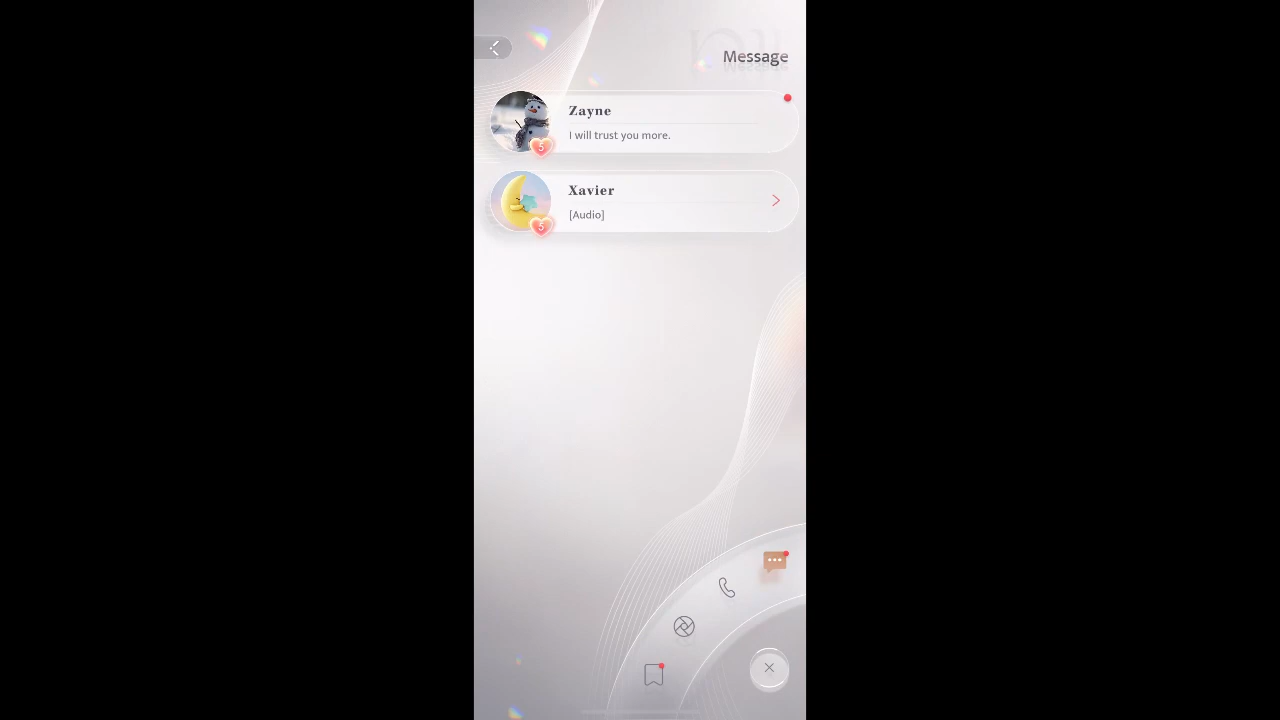 Message
Zayne
I will trust you more.
5
Xavier
[Audio]
5